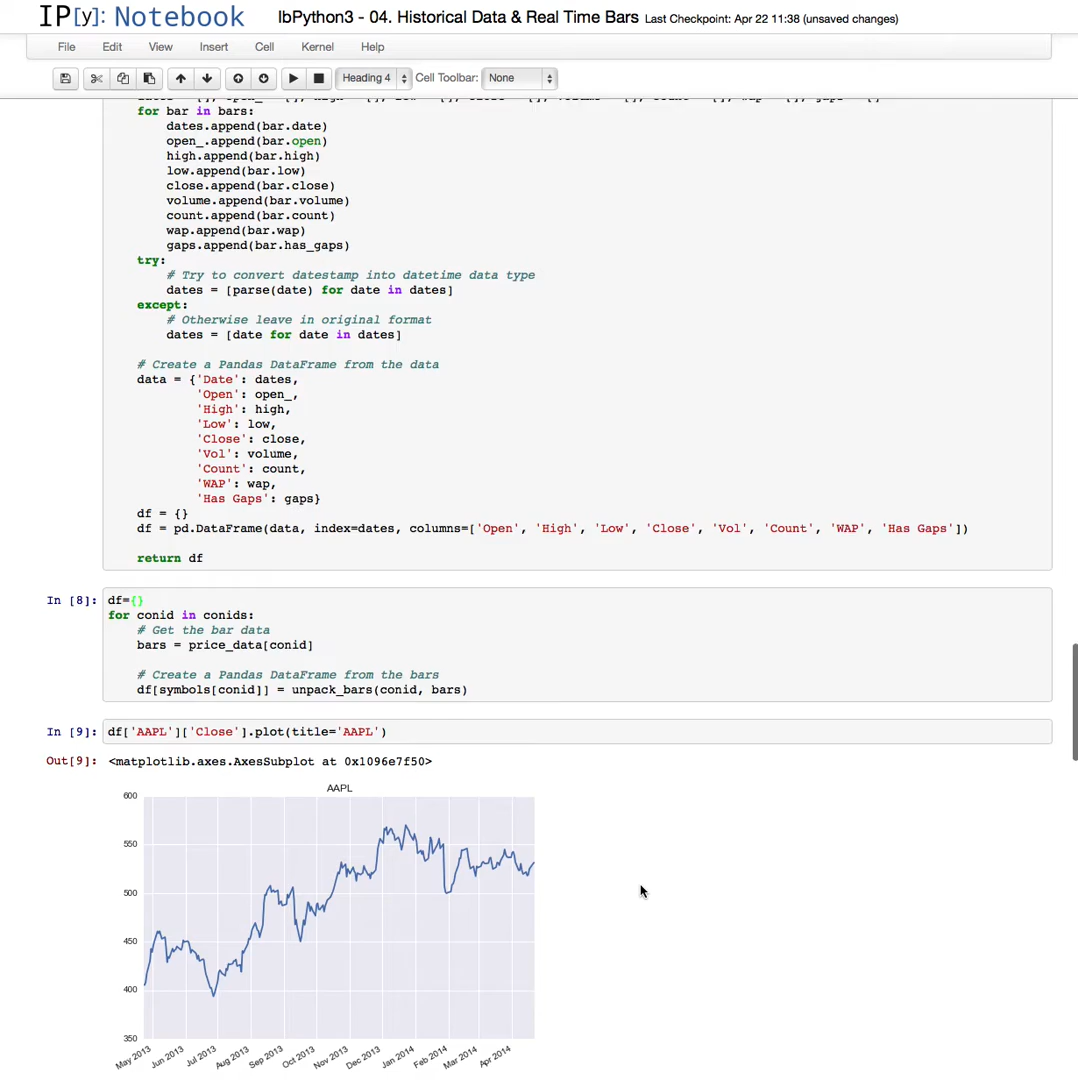 IP[y]: Notebook
IbPython3 - 04. Historical Data & Real Time Bars Last Checkpoint: Apr 22 11:38 (unsaved changes)
File Edit View Insert Cell Kernel Help
Heading 4 Cell Toolbar: None
for bar in bars:
dates.append(bar.date)
open_.append(bar.open)
high.append(bar.high)
low.append(bar.low)
close.append(bar.close)
volume.append(bar.volume)
count.append(bar.count)
wap.append(bar.wap)
gaps.append(bar.has_gaps)
try:
# Try to convert datestamp into datetime data type
dates = [parse(date) for date in dates]
except:
# Otherwise leave in original format
dates = [date for date in dates]
# Create a Pandas DataFrame from the data
data = {'Date': dates,
'Open': open_,
'High': high,
'Low': low,
'Close': close,
'Vol': volume,
'Count': count,
'WAP': wap,
'Has Gaps': gaps}
df = {}
df = pd.DataFrame(data, index=dates, columns=['Open', 'High', 'Low', 'Close', 'Vol', 'Count', 'WAP', 'Has Gaps'])
return df
In [8]: df={}
for conid in conids:
# Get the bar data
bars = price_data[conid]
# Create a Pandas DataFrame from the bars
df[symbols[conid]] = unpack_bars(conid, bars)
In [9]: df['AAPL']['Close'].plot(title='AAPL')
Out[9]: <matplotlib.axes.AxesSubplot at 0x1096e7f50>
AAPL
600
550
500
450
400
350
May 2013 Jun 2013 Jul 2013 Aug 2013 Sep 2013 Oct 2013 Nov 2013 Dec 2013 Jan 2014 Feb 2014 Mar 2014 Apr 2014